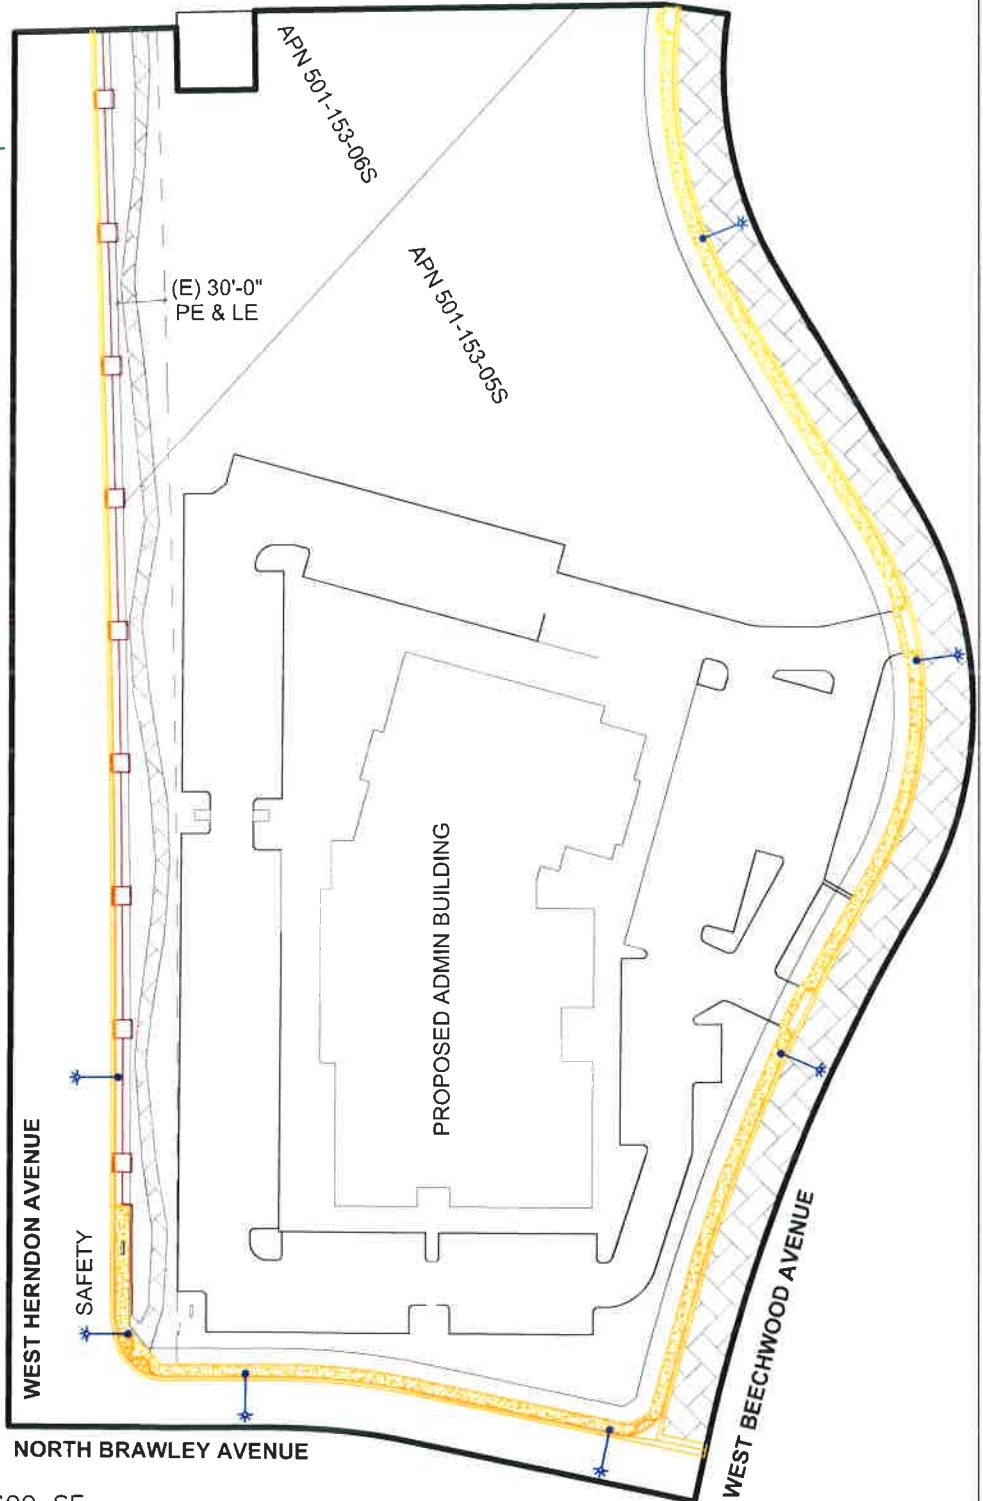 APN 501-153-06S
APN 501-153-05S
(E) 30'-0"
PE & LE
PROPOSED ADMIN BUILDING
WEST HERNDON AVENUE
SAFETY
WEST BEECHWOOD AVENUE
NORTH BRAWLEY AVENUE